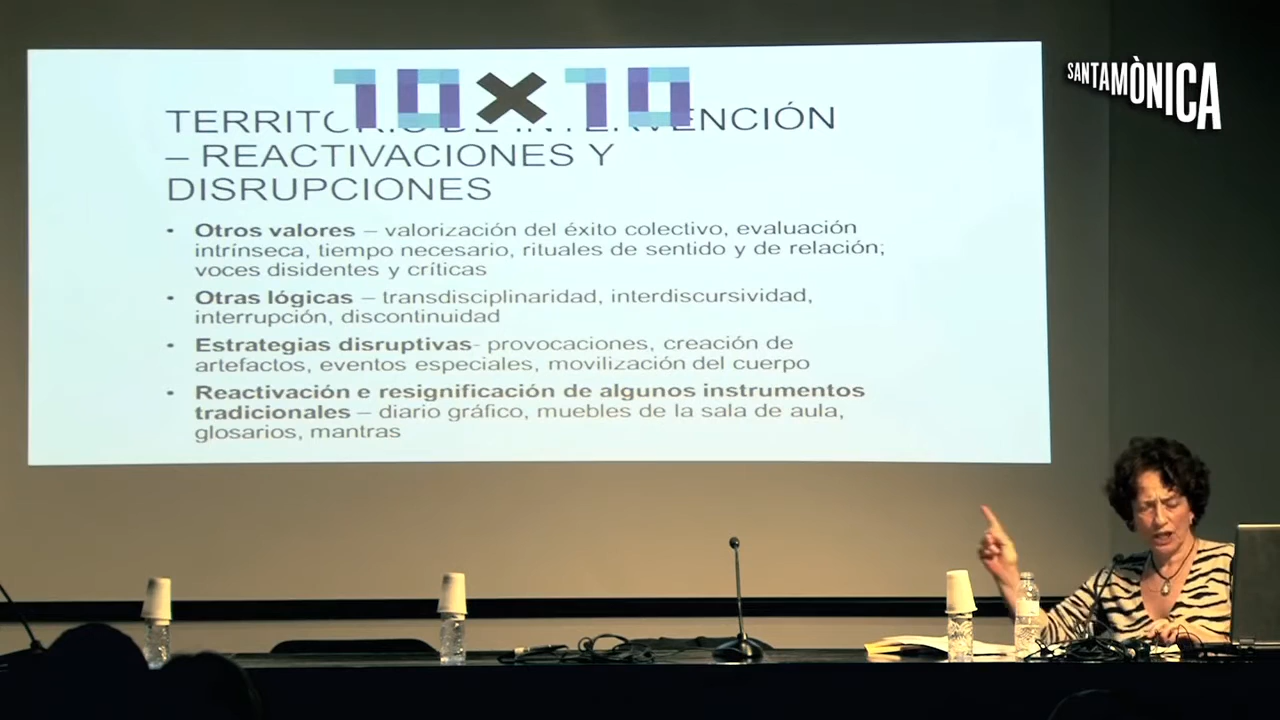 10×10
TERRITORIO DE INTERVENCIÓN
– REACTIVACIONES Y
DISRUPCIONES
• Otros valores – valorización del éxito colectivo, evaluación
intrínseca, tiempo necesario, rituales de sentido y de relación;
voces disidentes y críticas
• Otras lógicas – transdisciplinaridad, interdiscursividad,
interrupción, discontinuidad
• Estrategias disruptivas- provocaciones, creación de
artefactos, eventos especiales, movilización del cuerpo
• Reactivación e resignificación de algunos instrumentos
tradicionales – diario gráfico, muebles de la sala de aula,
glosarios, mantras
SANTAMÒNICA